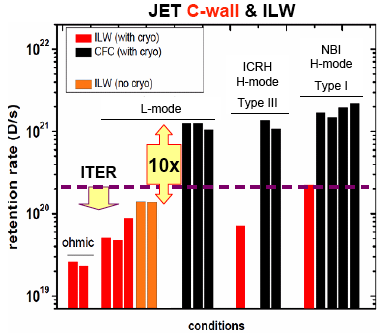 JET C-wall & ILW
ILW (with cryo)
CFC (with cryo)
ILW (no cryo)
NBI
H-mode
Type I
ICRH
H-mode
Type III
L-mode
ITER
10x
ohmic
10²²
10²¹
10²⁰
10¹⁹
retention rate (D/s)
conditions